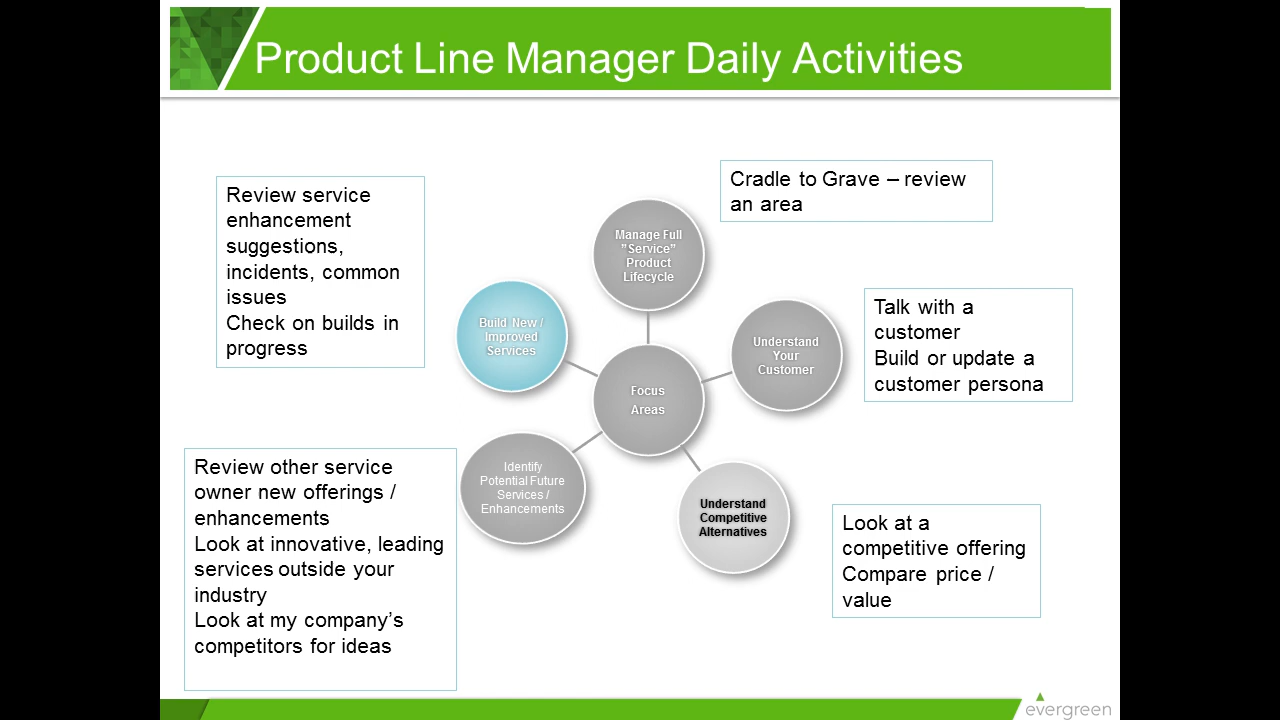 Product Line Manager Daily Activities
Cradle to Grave – review
an area
Review service
enhancement
suggestions,
incidents, common
issues
Check on builds in
progress
Manage Full
”Service”
Product
Lifecycle
Build New /
Improved
Services
Understand
Your
Customer
Talk with a
customer
Build or update a
customer persona
Focus
Areas
Review other service
owner new offerings /
enhancements
Look at innovative, leading
services outside your
industry
Look at my company’s
competitors for ideas
Identify
Potential Future
Services /
Enhancements
Understand
Competitive
Alternatives
Look at a
competitive offering
Compare price /
value
evergreen